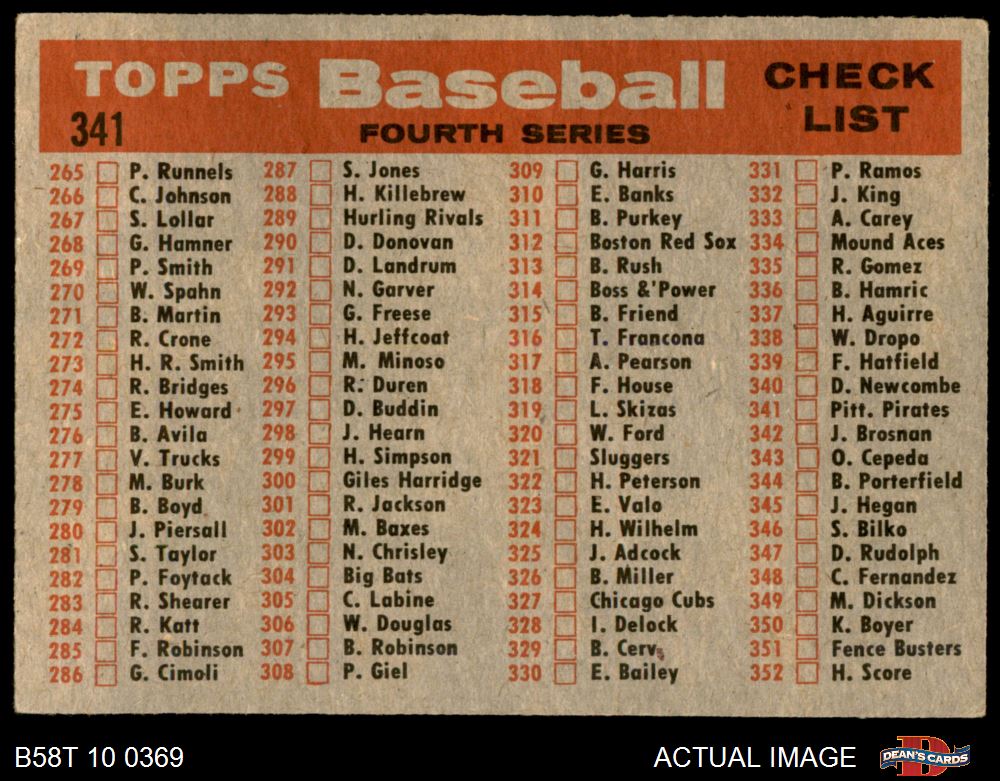 TOPPS Baseball CHECK LIST
341 FOURTH SERIES
265 P. Runnels
266 C. Johnson
267 S. Lollar
268 G. Hamner
269 P. Smith
270 W. Spahn
271 B. Martin
272 R. Crone
273 H. R. Smith
274 R. Bridges
275 E. Howard
276 B. Avila
277 V. Trucks
278 M. Burk
279 B. Boyd
280 J. Piersall
281 S. Taylor
282 P. Foytack
283 R. Shearer
284 R. Katt
285 F. Robinson
286 G. Cimoli
287 S. Jones
288 H. Killebrew
289 Hurling Rivals
290 D. Donovan
291 D. Landrum
292 N. Garver
293 G. Freese
294 H. Jeffcoat
295 M. Minoso
296 R. Duren
297 D. Buddin
298 J. Hearn
299 H. Simpson
300 Giles Harridge
301 R. Jackson
302 M. Baxes
303 N. Chrisley
304 Big Bats
305 C. Labine
306 W. Douglas
307 B. Robinson
308 P. Giel
309 G. Harris
310 E. Banks
311 B. Purkey
312 Boston Red Sox
313 B. Rush
314 Boss &'Power
315 B. Friend
316 T. Francona
317 A. Pearson
318 F. House
319 L. Skizas
320 W. Ford
321 Sluggers
322 H. Peterson
323 E. Valo
324 H. Wilhelm
325 J. Adcock
326 B. Miller
327 Chicago Cubs
328 I. Delock
329 B. Cerv
330 E. Bailey
331 P. Ramos
332 J. King
333 A. Carey
334 Mound Aces
335 R. Gomez
336 B. Hamric
337 H. Aguirre
338 W. Dropo
339 F. Hatfield
340 D. Newcombe
341 Pitt. Pirates
342 J. Brosnan
343 O. Cepeda
344 B. Porterfield
345 J. Hegan
346 S. Bilko
347 D. Rudolph
348 C. Fernandez
349 M. Dickson
350 K. Boyer
351 Fence Busters
352 H. Score
B58T 10 0369
ACTUAL IMAGE
DEAN'S CARDS